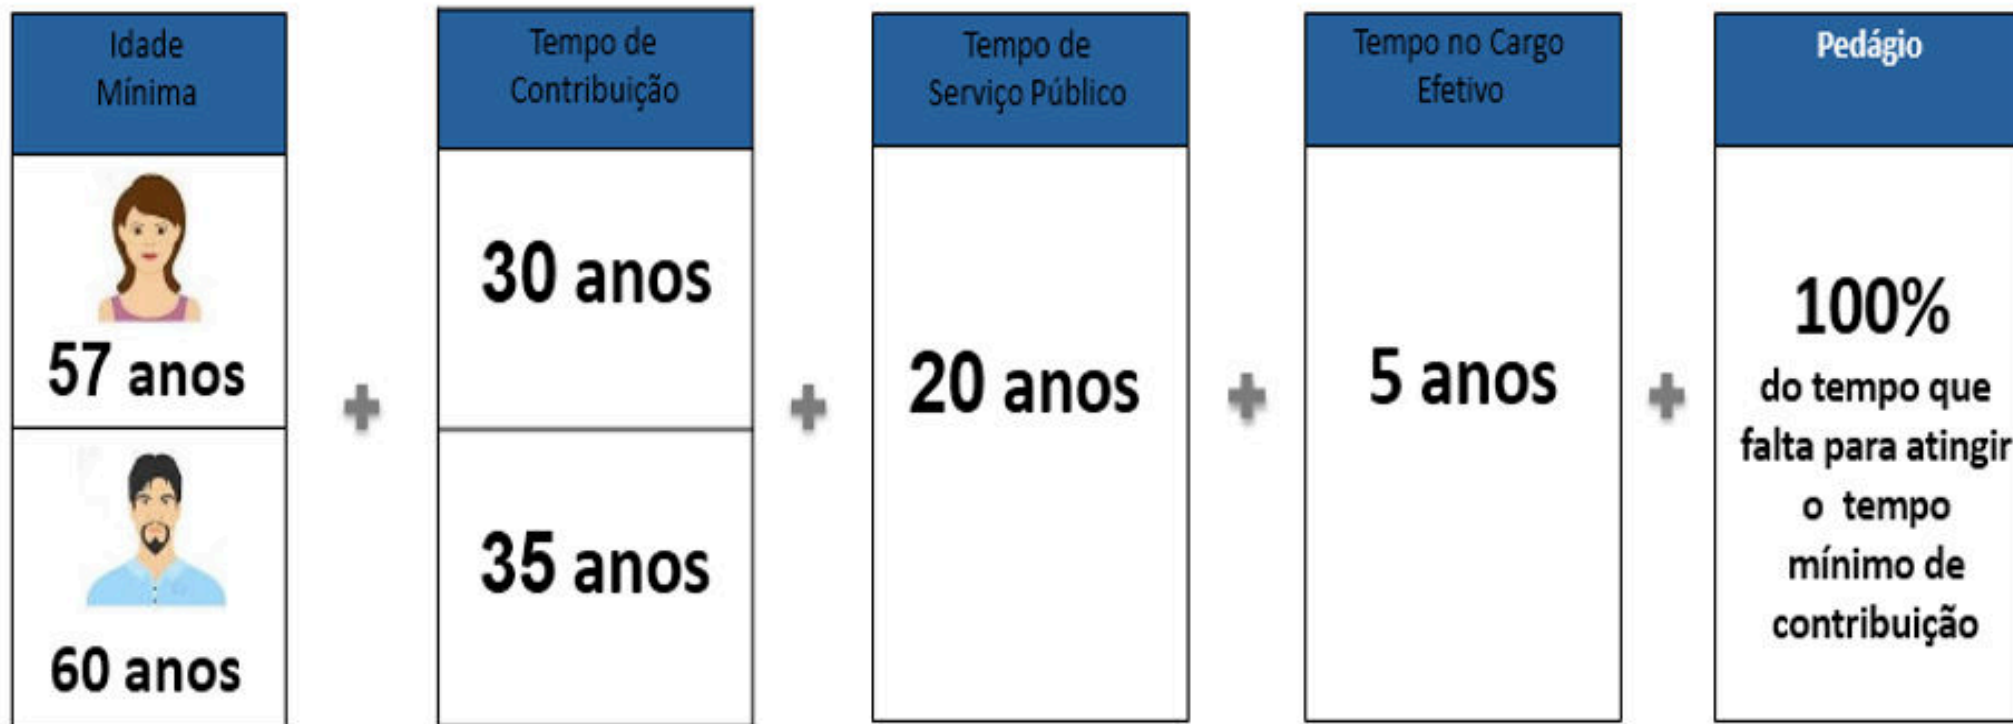 Idade
Mínima
57 anos
60 anos
Tempo de
Contribuição
30 anos
35 anos
Tempo de
Serviço Público
20 anos
Tempo no Cargo
Efetivo
5 anos
Pedágio
100%
do tempo que
falta para atingir
o tempo
mínimo de
contribuição